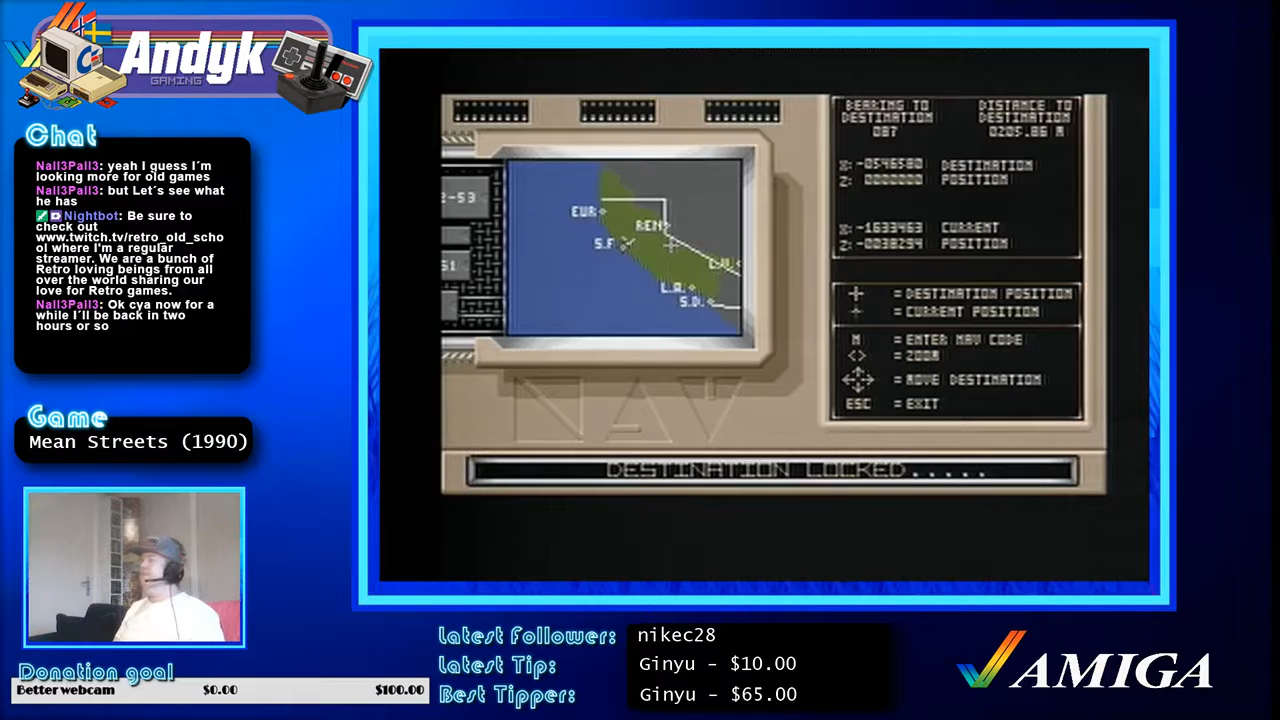 Andyk
GAMING
Chat
Nall3Pall3: yeah I guess I´m
looking more for old games
Nall3Pall3: but Let´s see what
he has
Nightbot: Be sure to
check out
www.twitch.tv/retro_old_scho
ol where I'm a regular
streamer. We are a bunch of
Retro loving beings from all
over the world sharing our
love for Retro games.
Nall3Pall3: Ok cya now for a
while I´ll be back in two
hours or so
Game
Mean Streets (1990)
Donation goal
Better webcam $0.00 $100.00
BEARING TO DESTINATION 087
DISTANCE TO DESTINATION 0205.86 M
X: -0546580 DESTINATION
Z: 0000000 POSITION
X: -1633463 CURRENT
Z: -0038294 POSITION
= DESTINATION POSITION
= CURRENT POSITION
N = ENTER NAV CODE
<> = ZOOM
= MOVE DESTINATION
ESC = EXIT
EUR
REN
S.F
L.A.
S.D.
NAV
DESTINATION LOCKED.....
Latest Follower: nikec28
Latest Tip: Ginyu - $10.00
Best Tipper: Ginyu - $65.00
AMIGA